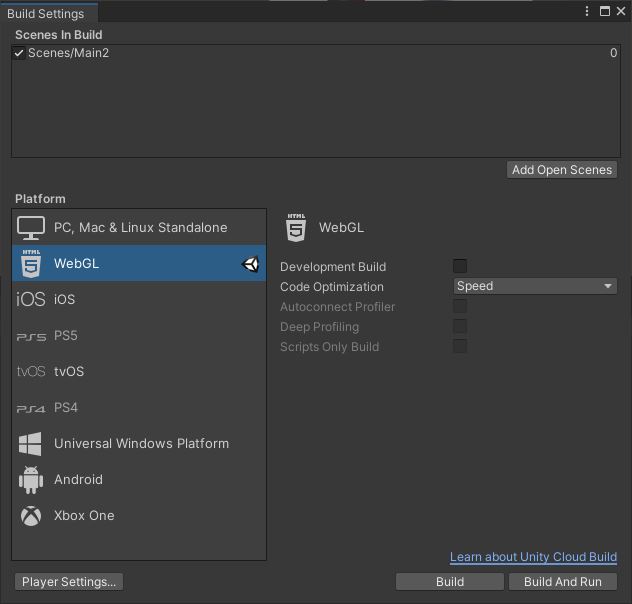 Build Settings
Scenes In Build
Scenes/Main2 0
Add Open Scenes
Platform
PC, Mac & Linux Standalone
HTML 5 WebGL
iOS iOS
PS5 PS5
tvOS tvOS
PS4 PS4
Universal Windows Platform
Android
Xbox One
HTML 5 WebGL
Development Build
Code Optimization Speed
Autoconnect Profiler
Deep Profiling
Scripts Only Build
Learn about Unity Cloud Build
Player Settings... Build Build And Run